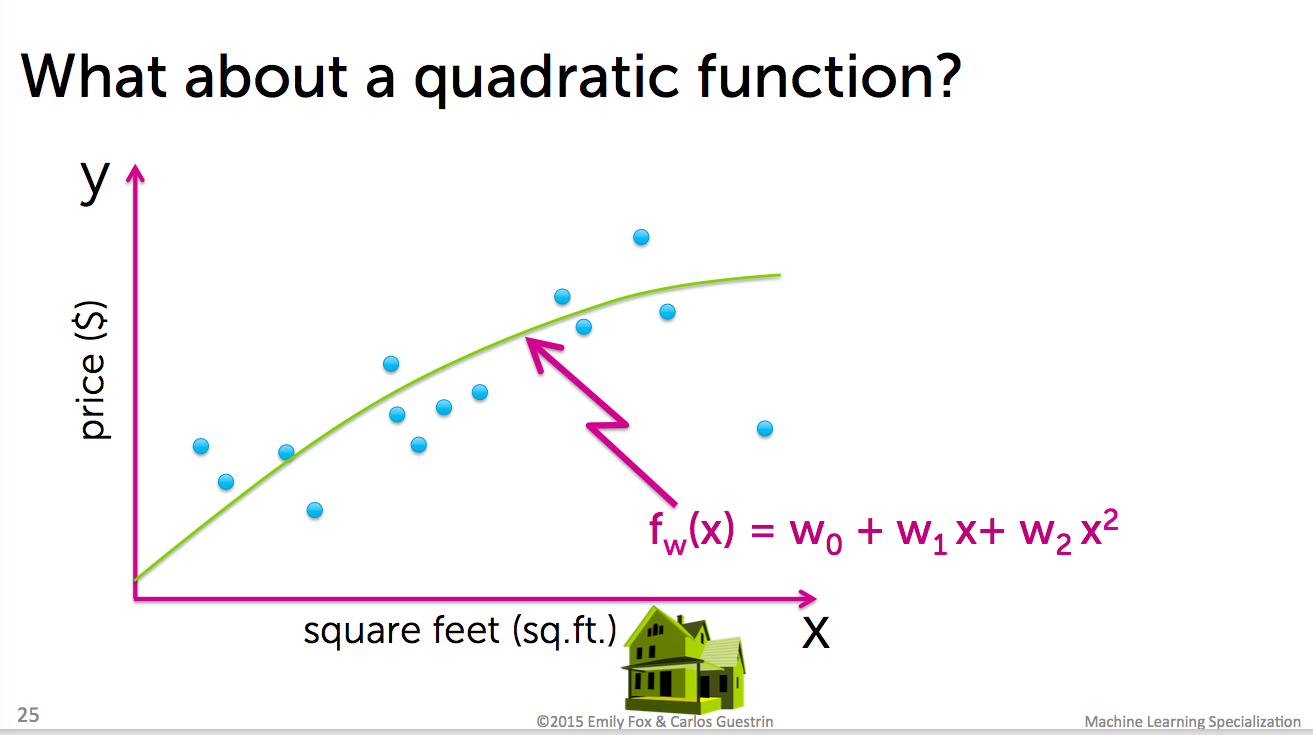 What about a quadratic function?
y
price ($)
f_w(x) = w_0 + w_1 x+ w_2 x^2
square feet (sq.ft.)
x
25
©2015 Emily Fox & Carlos Guestrin
Machine Learning Specialization